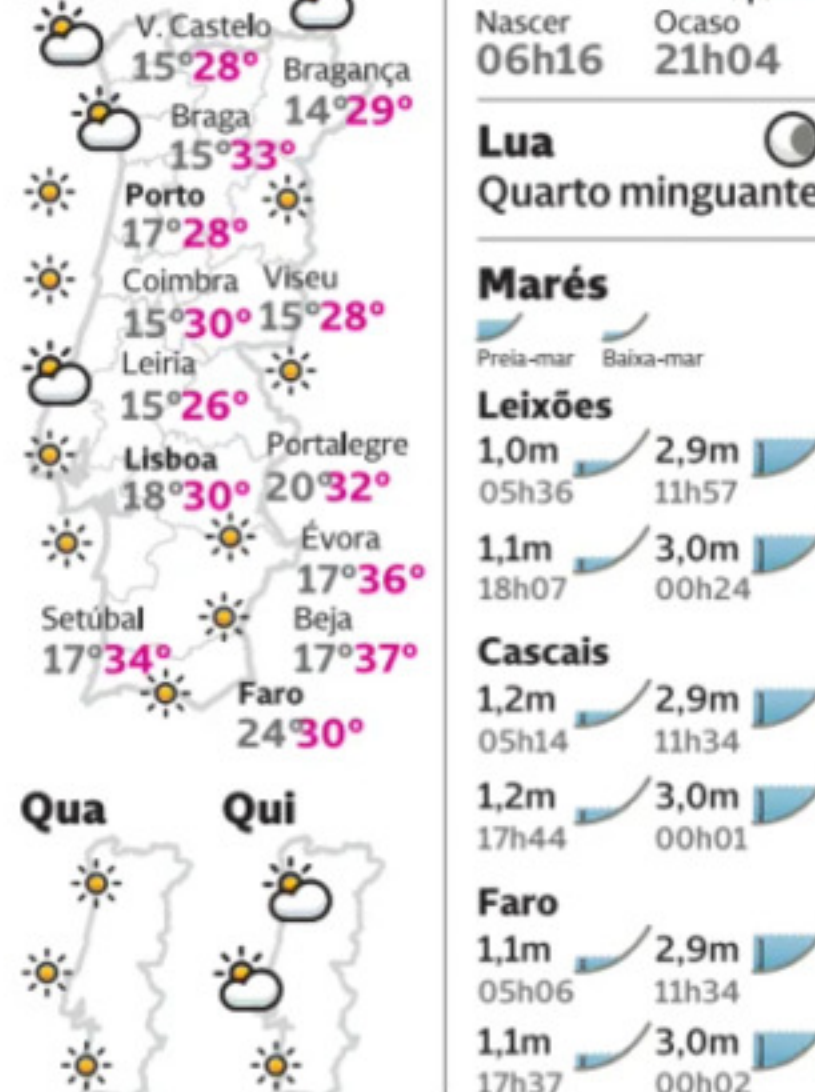 V. Castelo
15° 28°
Bragança
14° 29°
Braga
15° 33°
Porto
17° 28°
Coimbra
15° 30°
Viseu
15° 28°
Leiria
15° 26°
Lisboa
18° 30°
Portalegre
20° 32°
Évora
17° 36°
Setúbal
17° 34°
Beja
17° 37°
Faro
24° 30°
Qua
Qui
Nascer Ocaso
06h16 21h04
Lua
Quarto minguante
Marés
Preia-mar Baixa-mar
Leixões
1,0m 2,9m
05h36 11h57
1,1m 3,0m
18h07 00h24
Cascais
1,2m 2,9m
05h14 11h34
1,2m 3,0m
17h44 00h01
Faro
1,1m 2,9m
05h06 11h34
1,1m 3,0m
17h37 00h02